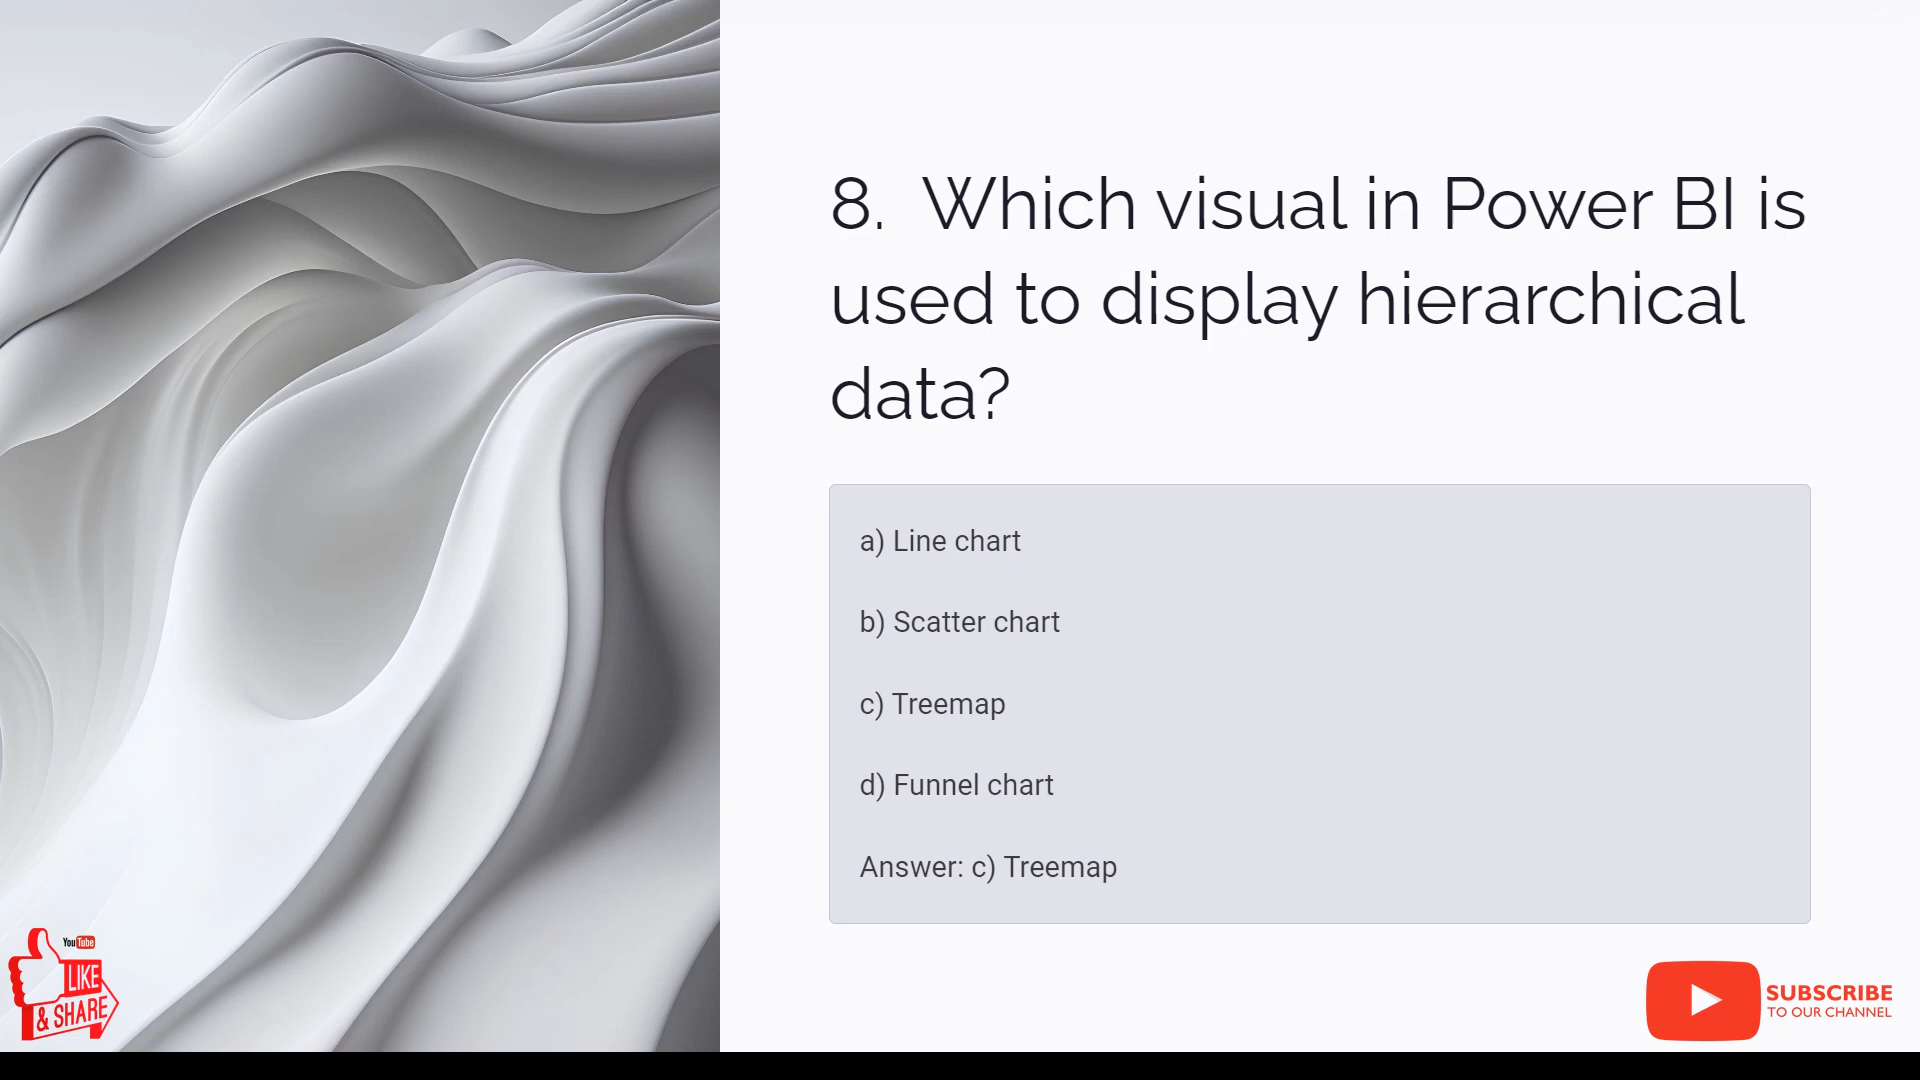 8. Which visual in Power BI is
used to display hierarchical
data?
a) Line chart
b) Scatter chart
c) Treemap
d) Funnel chart
Answer: c) Treemap
YouTube
LIKE
& SHARE
SUBSCRIBE
TO OUR CHANNEL